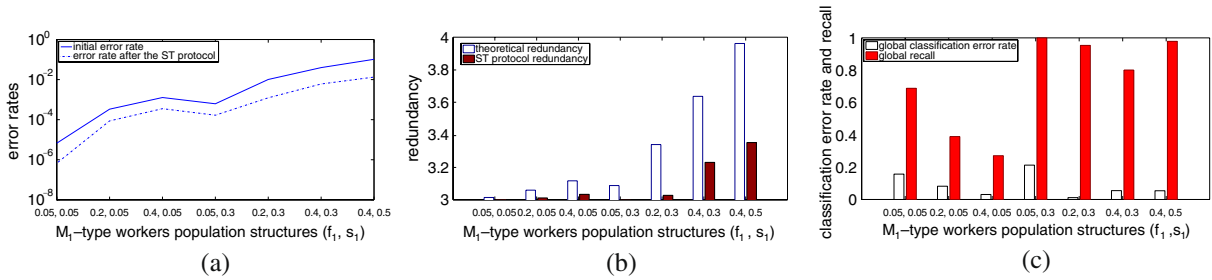 10^0
10^−2
10^−4
10^−6
10^−8
error rates
initial error rate
error rate after the ST protocol
0.05, 0.05 0.2, 0.05 0.4, 0.05 0.05, 0.3 0.2, 0.3 0.4, 0.3 0.4, 0.5
M₁−type workers population structures (f₁, s₁)
(a)
4
3.8
3.6
3.4
3.2
3
redundancy
theoretical redundancy
ST protocol redundancy
0.05, 0.05 0.2, 0.05 0.4, 0.05 0.05, 0.3 0.2, 0.3 0.4, 0.3 0.4, 0.5
M₁−type workers population structures (f₁, s₁)
(b)
1
0.8
0.6
0.4
0.2
0
classification error rate and recall
global classification error rate
global recall
0.05, 0.05 0.2, 0.05 0.4, 0.05 0.05, 0.3 0.2, 0.3 0.4, 0.3 0.4, 0.5
M₁−type workers population structures (f₁,s₁)
(c)